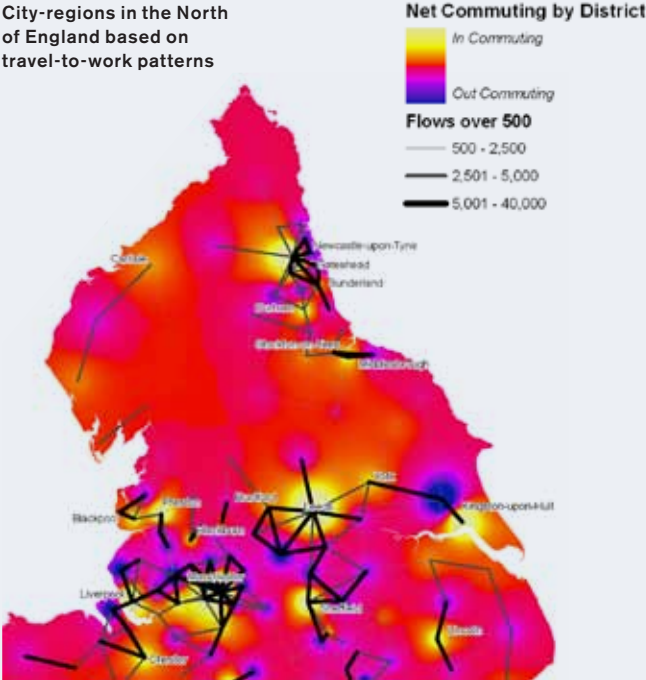 City-regions in the North
of England based on
travel-to-work patterns
Net Commuting by District
In Commuting
Out Commuting
Flows over 500
500 - 2,500
2,501 - 5,000
5,001 - 40,000
Newcastle-upon-Tyne
Gateshead
Sunderland
Carlisle
Durham
Stockton-on-Tees
Middlesbrough
York
Bradford
Leeds
Kingston-upon-Hull
Preston
Blackpool
Blackburn
Liverpool
Manchester
Sheffield
Chester
Lincoln